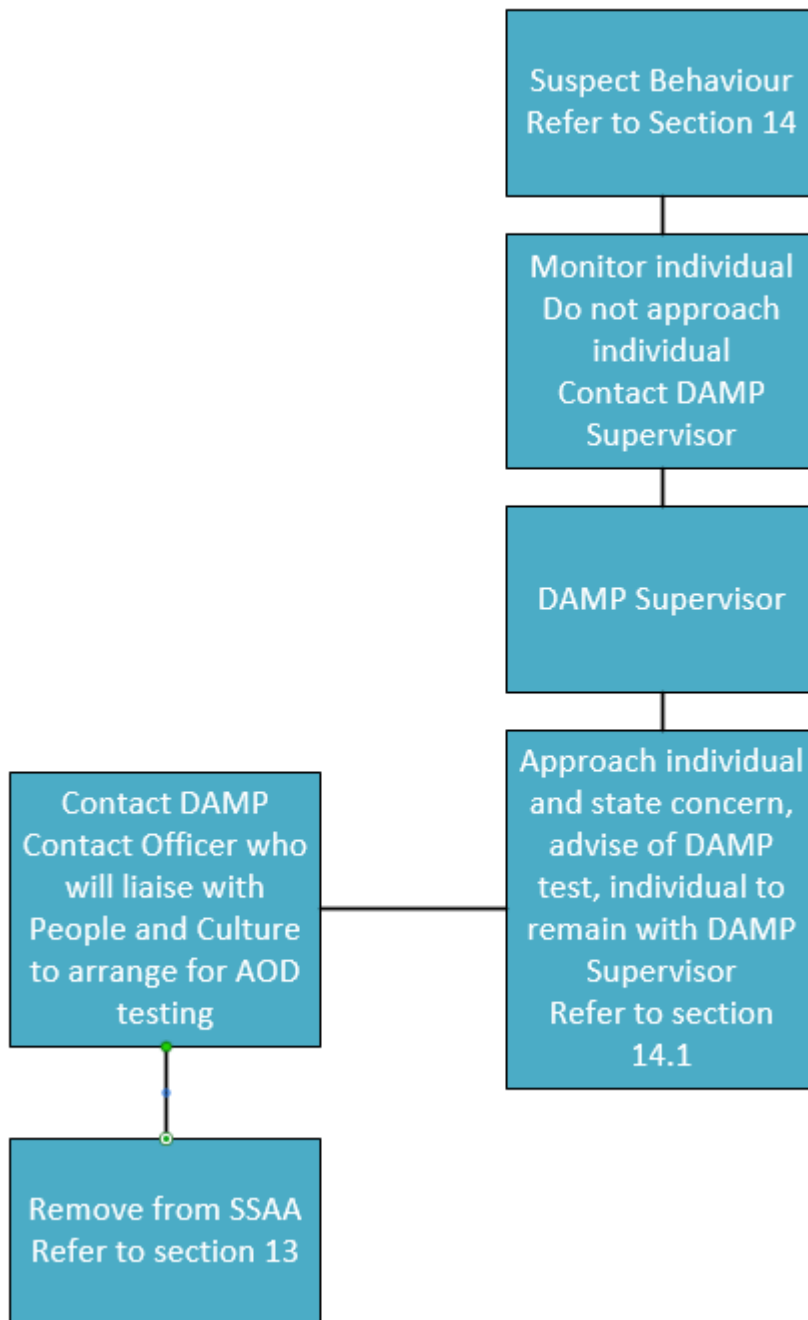 Suspect Behaviour
Refer to Section 14
Monitor individual
Do not approach
individual
Contact DAMP
Supervisor
DAMP Supervisor
Approach individual
and state concern,
advise of DAMP
test, individual to
remain with DAMP
Supervisor
Refer to section
14.1
Contact DAMP
Contact Officer who
will liaise with
People and Culture
to arrange for AOD
testing
Remove from SSAA
Refer to section 13